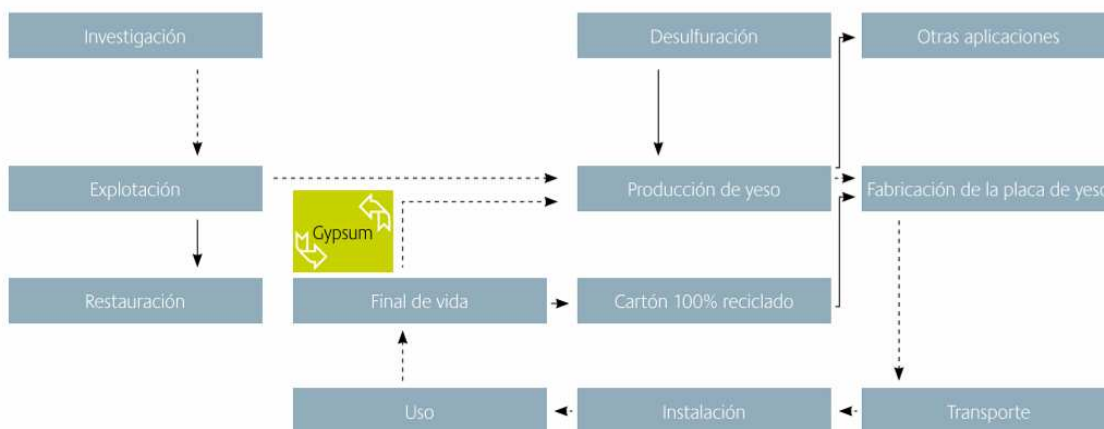 Investigación
Desulfuración
Otras aplicaciones
Explotación
Producción de yeso
Fabricación de la placa de yeso
Gypsum
Restauración
Final de vida
Cartón 100% reciclado
Uso
Instalación
Transporte